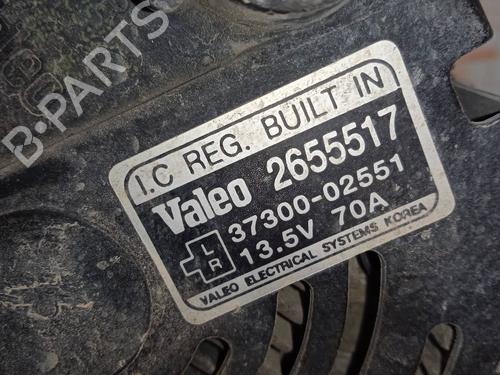 B-PARTS
I.C REG. BUILT IN
Valeo 2655517
37300-02551
L
R
13.5V 70A
VALEO ELECTRICAL SYSTEMS KOREA